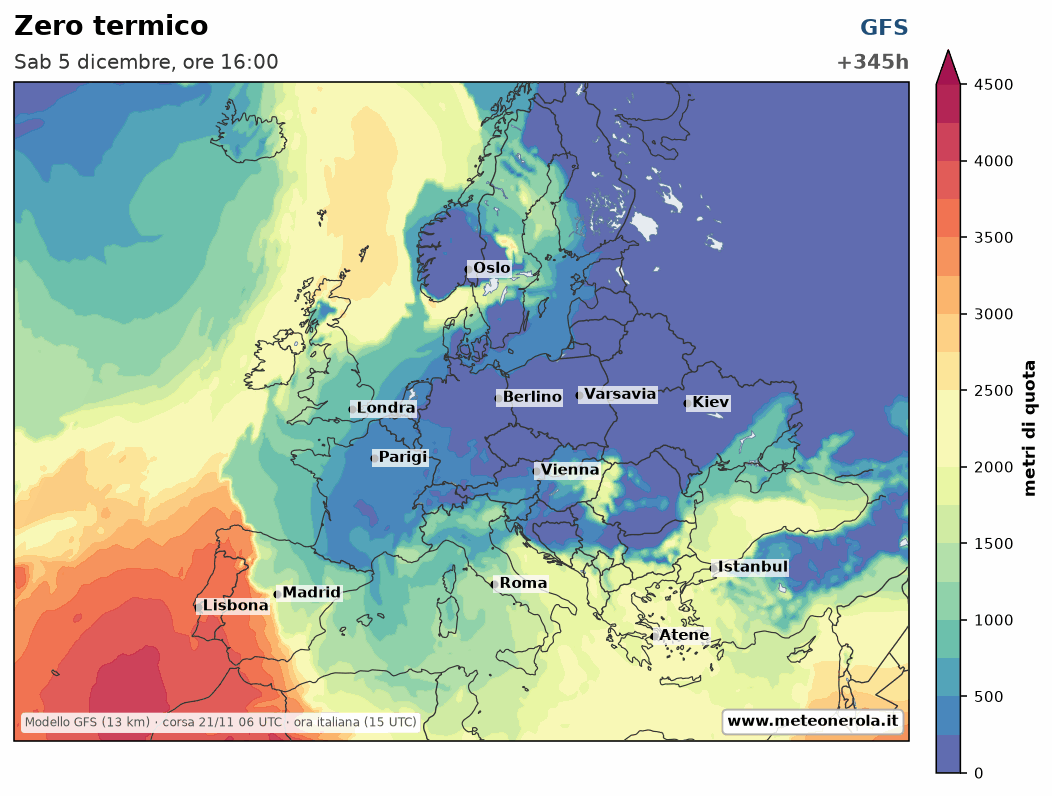 Zero termico
GFS
Sab 5 dicembre, ore 16:00
+345h
4500
4000
3500
3000
2500
2000
1500
1000
500
0
metri di quota
Oslo
Berlino
Varsavia
Kiev
Londra
Parigi
Vienna
Istanbul
Roma
Madrid
Lisbona
Atene
Modello GFS (13 km) · corsa 21/11 06 UTC · ora italiana (15 UTC)
www.meteonerola.it